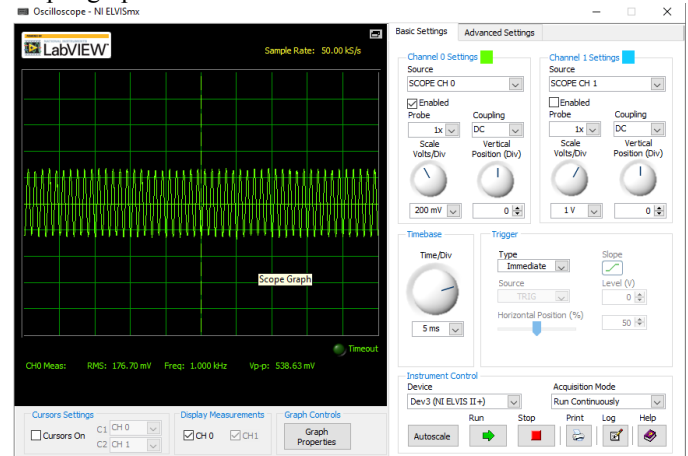 Oscilloscope - NI ELVISmx
LabVIEW
Sample Rate: 50.00 kS/s
Scope Graph
Timeout
CH0 Meas: RMS: 176.70 mV Freq: 1.000 kHz Vp-p: 538.63 mV
Cursors Settings
Cursors On
C1 CH 0
C2 CH 1
Display Measurements
CH 0 CH1
Graph Controls
Graph
Properties
Basic Settings Advanced Settings
Channel 0 Settings
Source
SCOPE CH 0
Enabled
Probe Coupling
1x DC
Scale Vertical
Volts/Div Position (Div)
200 mV 0
Channel 1 Settings
Source
SCOPE CH 1
Enabled
Probe Coupling
1x DC
Scale Vertical
Volts/Div Position (Div)
1 V 0
Timebase
Time/Div
5 ms
Trigger
Type Slope
Immediate
Source Level (V)
TRIG 0
Horizontal Position (%)
50
Instrument Control
Device Acquisition Mode
Dev3 (NI ELVIS II+) Run Continuously
Run Stop Print Log Help
Autoscale